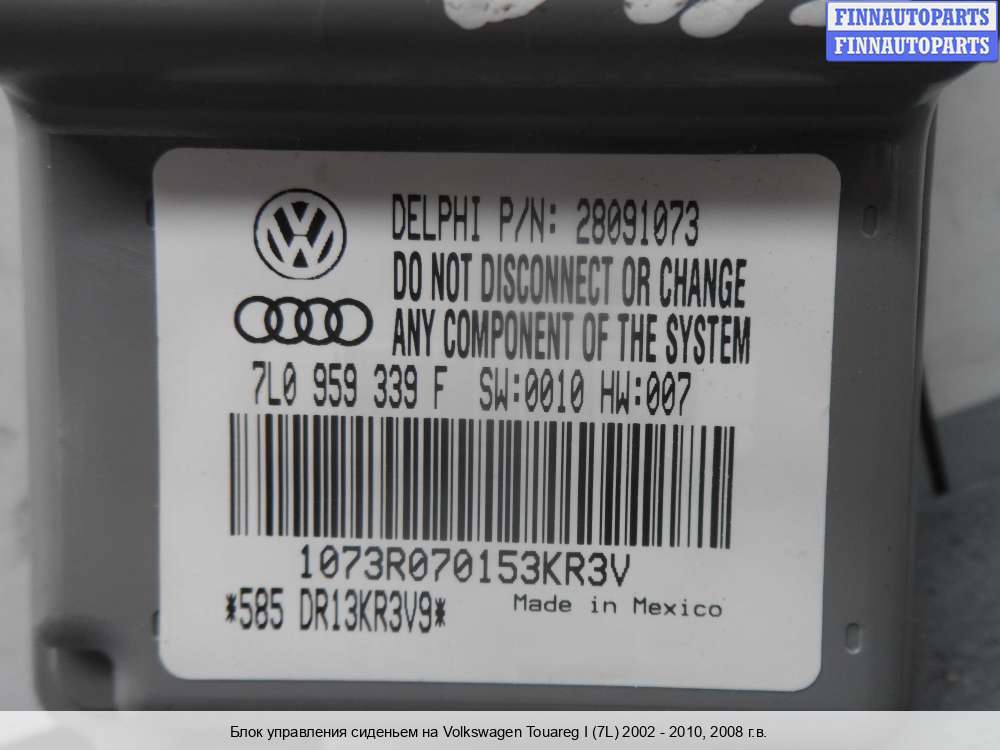 FINNAUTOPARTS
FINNAUTOPARTS
DELPHI P/N: 28091073
DO NOT DISCONNECT OR CHANGE
ANY COMPONENT OF THE SYSTEM
7L0 959 339 F SW:0010 HW:007
1073R070153KR3V
*585 DR13KR3V9*
Made in Mexico
Блок управления сиденьем на Volkswagen Touareg I (7L) 2002 - 2010, 2008 г.в.